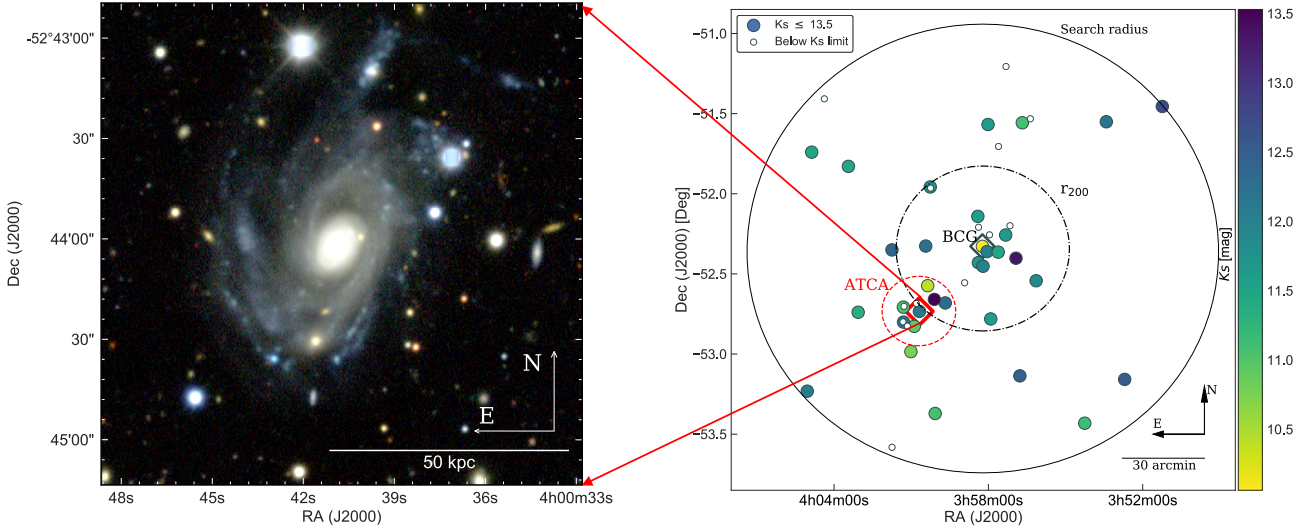 -52°43'00"
30"
44'00"
30"
45'00"
Dec (J2000)
N
E
50 kpc
48s
45s
42s
39s
36s
4h00m33s
RA (J2000)
Ks ≤ 13.5
Below Ks limit
Search radius
r200
BCG
ATCA
N
E
30 arcmin
−51.0
−51.5
−52.0
−52.5
−53.0
−53.5
Dec (J2000) [Deg]
4h04m00s
3h58m00s
3h52m00s
RA (J2000)
13.5
13.0
12.5
12.0
11.5
11.0
10.5
Ks [mag]